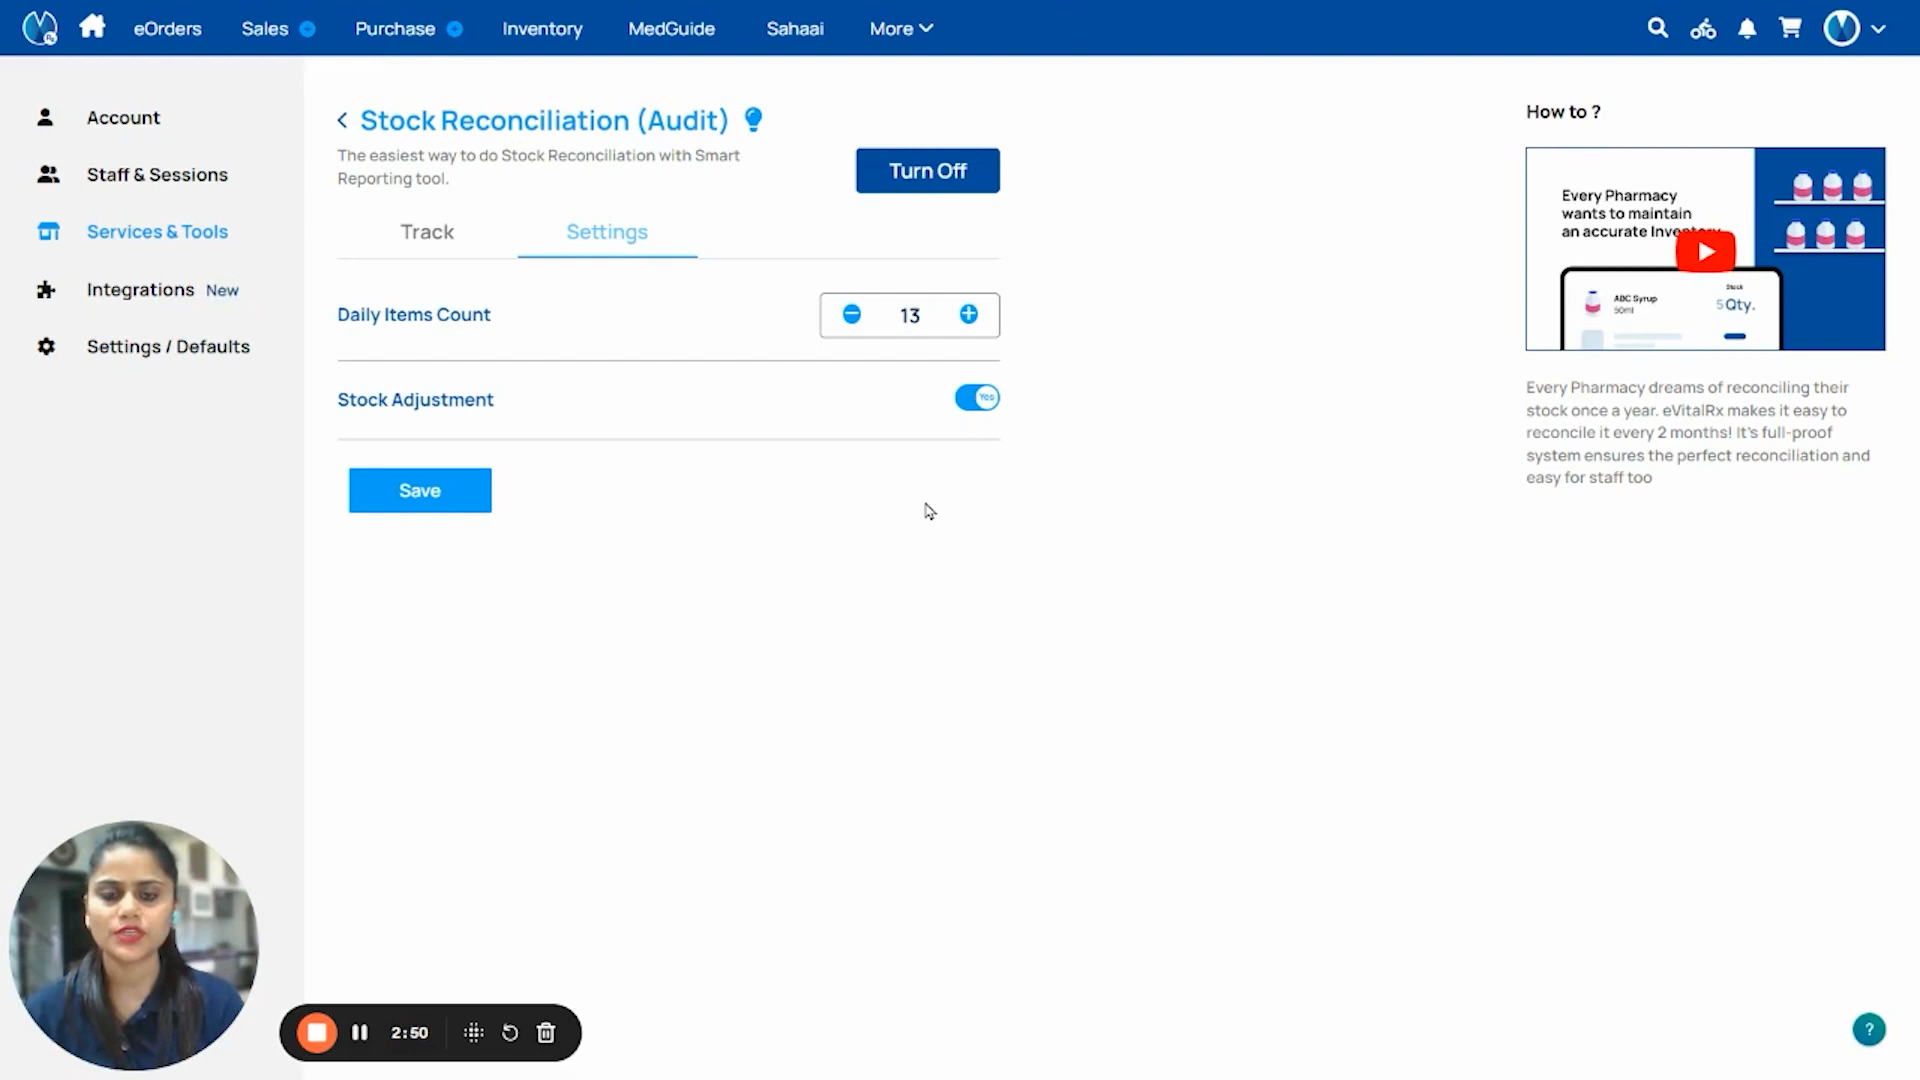 eOrders Sales Purchase Inventory MedGuide Sahaai More
Account
Staff & Sessions
Services & Tools
Integrations New
Settings / Defaults
Stock Reconciliation (Audit)
The easiest way to do Stock Reconciliation with Smart
Reporting tool.
Turn Off
Track Settings
Daily Items Count 13
Stock Adjustment Yes
Save
How to ?
Every Pharmacy
wants to maintain
an accurate Inventory
ABC Syrup
50ml
Stock
5 Qty.
Every Pharmacy dreams of reconciling their
stock once a year. eVitalRx makes it easy to
reconcile it every 2 months! It's full-proof
system ensures the perfect reconciliation and
easy for staff too
2:50
?